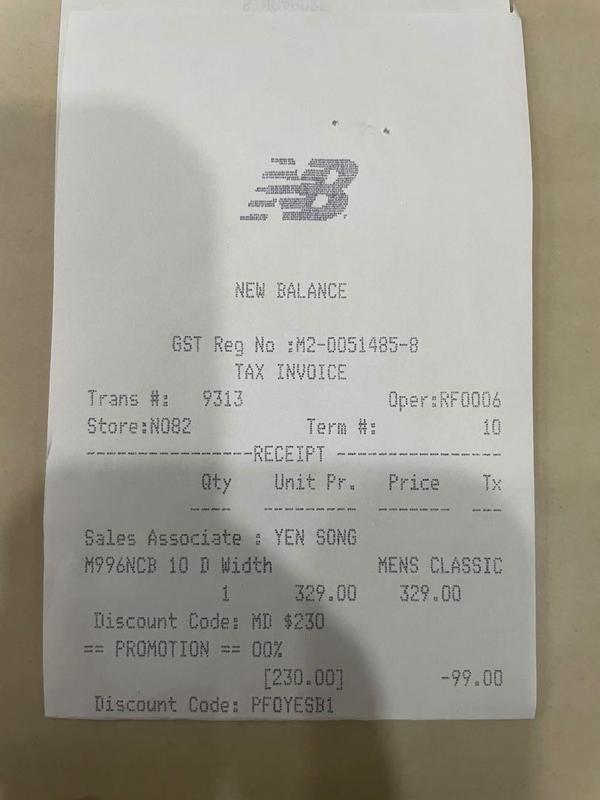 NEW BALANCE
GST Reg No :M2-0051485-8
TAX INVOICE
Trans #: 9313 Oper:RF0006
Store:N082 Term #: 10
----------------RECEIPT ----------------
Qty Unit Pr. Price Tx
---- --------- ------- ---
Sales Associate : YEN SONG
M996NCB 10 D Width MENS CLASSIC
1 329.00 329.00
Discount Code: MD $230
== PROMOTION == 00%
[230.00] -99.00
Discount Code: PFOYESB1